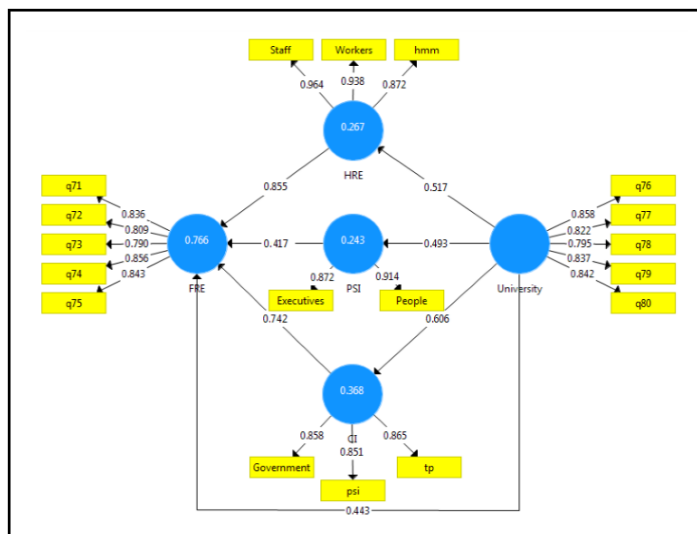 Staff Workers hmm
0.964 0.938 0.872
0.267
HRE
q71 q76
0.855 0.517
q72 0.836 0.858 q77
0.809 0.822
q73 0.790 0.766 0.417 0.243 0.493 0.795 q78
0.856 0.837
q74 0.843 0.872 0.914 0.842 q79
FRE PSI University
q75 Executives People q80
0.742 0.606
0.368
0.858 CI 0.865
0.851
Government tp
psi
0.443